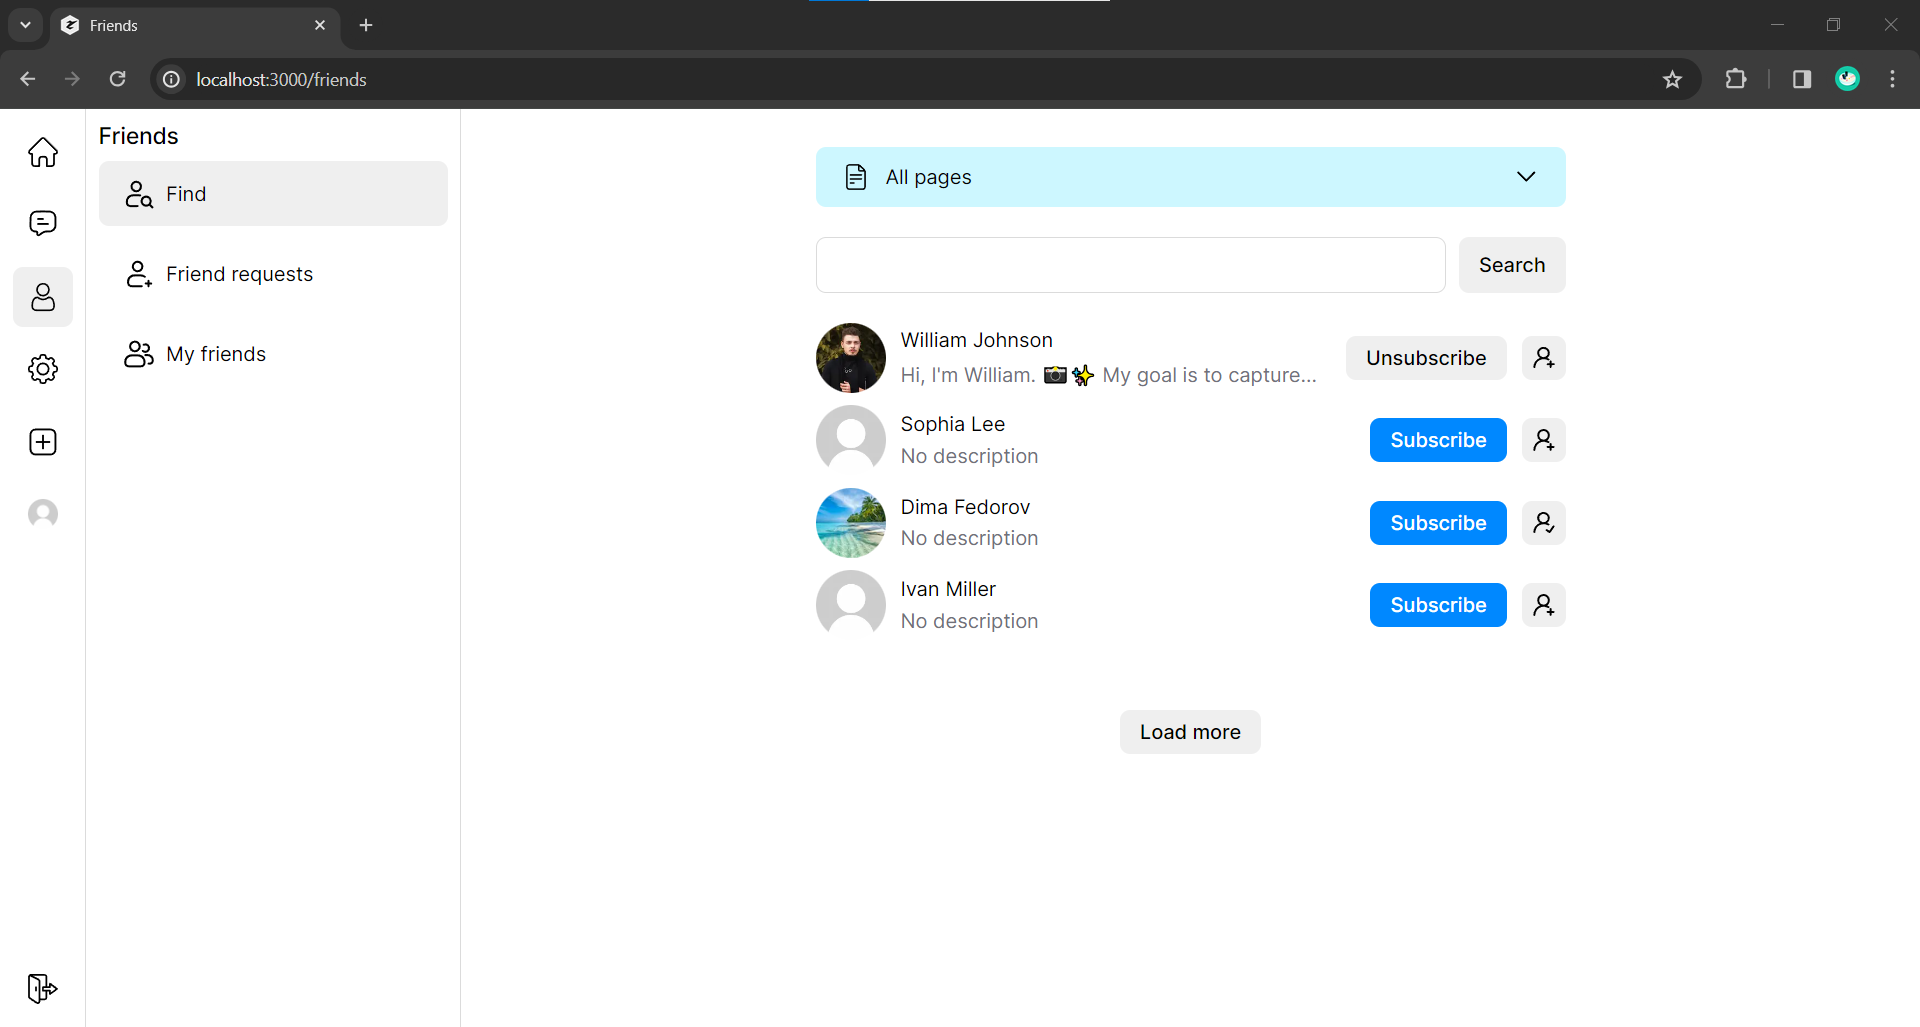 Friends
localhost:3000/friends
Friends
Find
Friend requests
My friends
All pages
Search
William Johnson
Hi, I'm William. 📷✨ My goal is to capture...
Unsubscribe
Sophia Lee
No description
Subscribe
Dima Fedorov
No description
Subscribe
Ivan Miller
No description
Subscribe
Load more